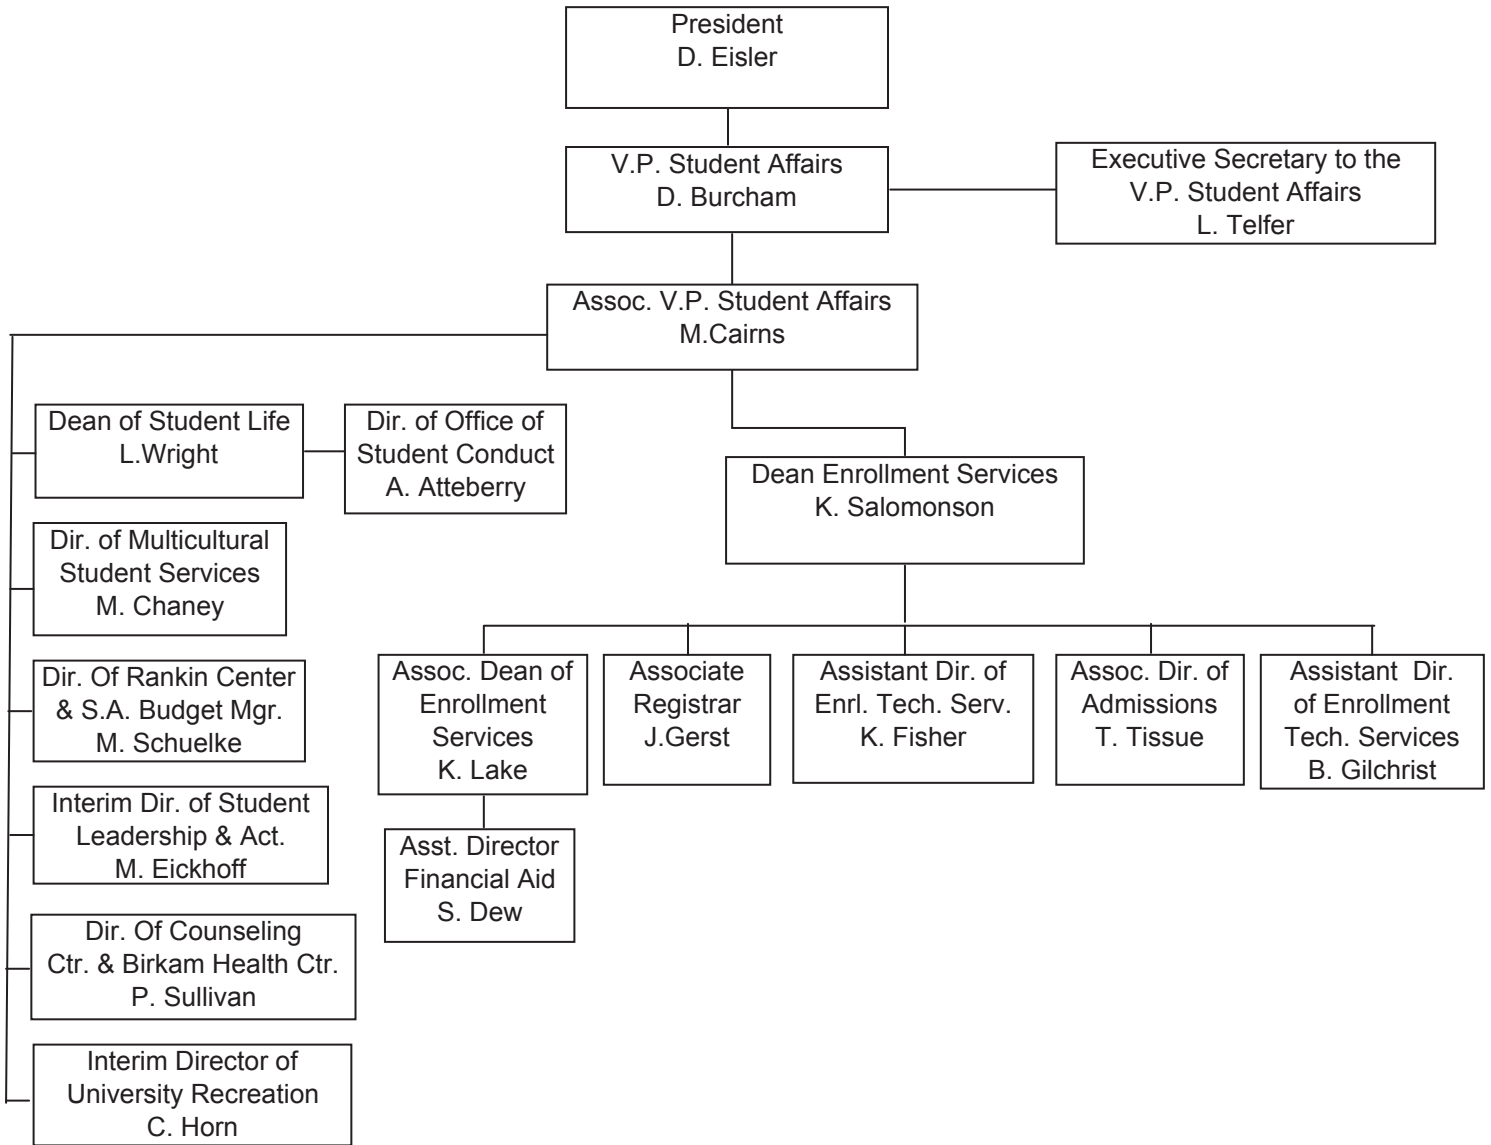 President
D. Eisler
V.P. Student Affairs
D. Burcham
Executive Secretary to the
V.P. Student Affairs
L. Telfer
Assoc. V.P. Student Affairs
M.Cairns
Dean of Student Life
L.Wright
Dir. of Office of
Student Conduct
A. Atteberry
Dean Enrollment Services
K. Salomonson
Dir. of Multicultural
Student Services
M. Chaney
Dir. Of Rankin Center
& S.A. Budget Mgr.
M. Schuelke
Interim Dir. of Student
Leadership & Act.
M. Eickhoff
Dir. Of Counseling
Ctr. & Birkam Health Ctr.
P. Sullivan
Interim Director of
University Recreation
C. Horn
Assoc. Dean of
Enrollment
Services
K. Lake
Associate
Registrar
J.Gerst
Assistant Dir. of
Enrl. Tech. Serv.
K. Fisher
Assoc. Dir. of
Admissions
T. Tissue
Assistant Dir.
of Enrollment
Tech. Services
B. Gilchrist
Asst. Director
Financial Aid
S. Dew